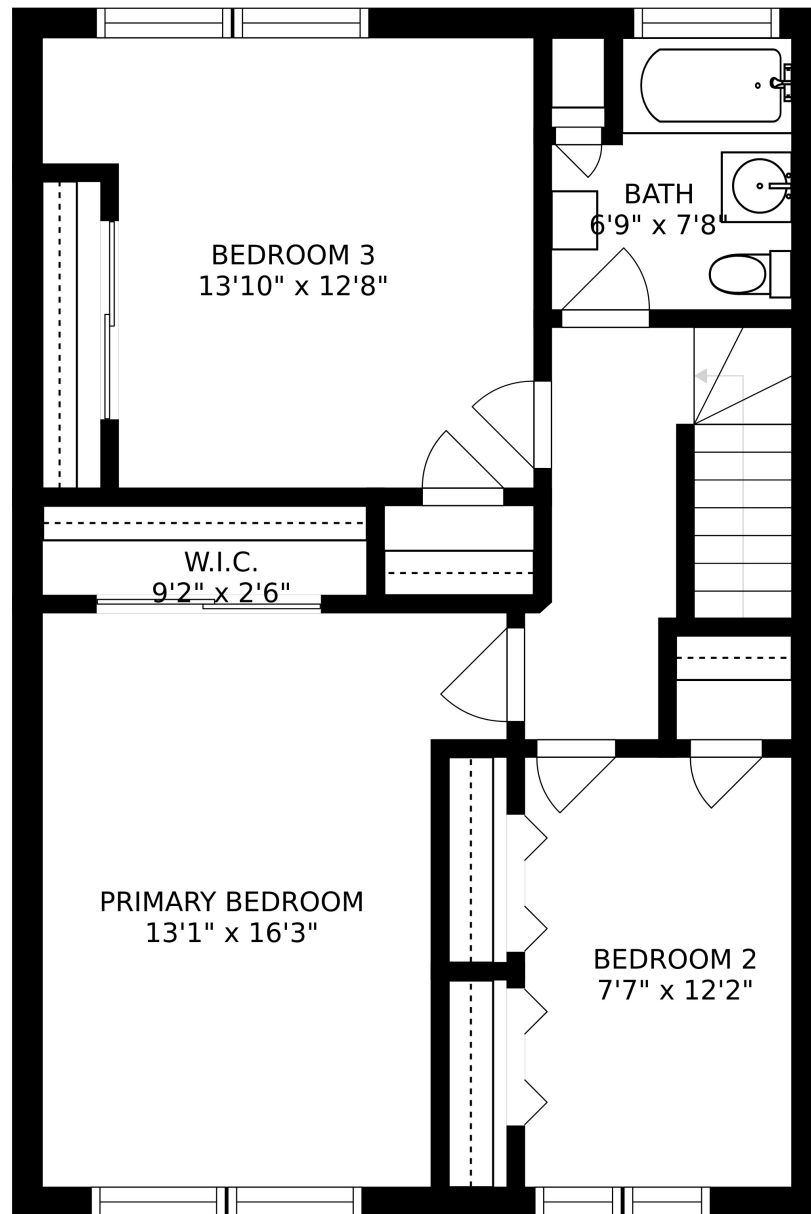 BATH
6'9" x 7'8"
BEDROOM 3
13'10" x 12'8"
W.I.C.
9'2" x 2'6"
PRIMARY BEDROOM
13'1" x 16'3"
BEDROOM 2
7'7" x 12'2"